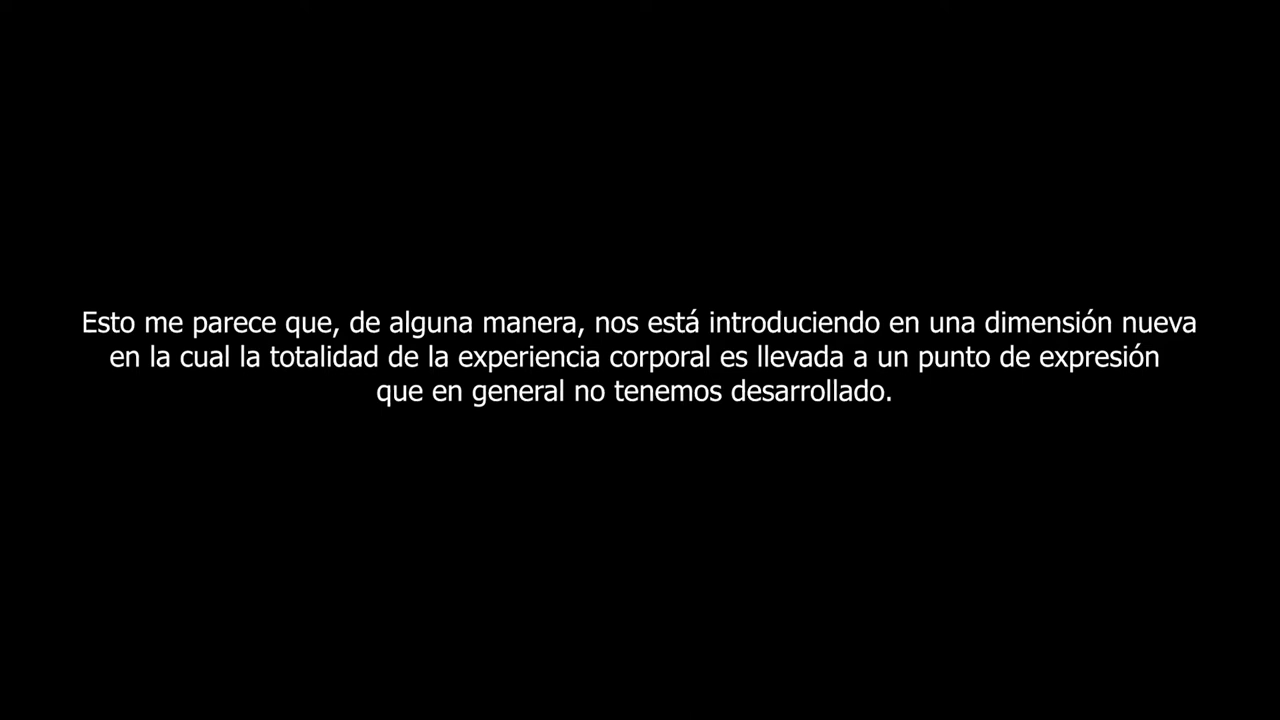 Esto me parece que, de alguna manera, nos está introduciendo en una dimensión nueva
en la cual la totalidad de la experiencia corporal es llevada a un punto de expresión
que en general no tenemos desarrollado.